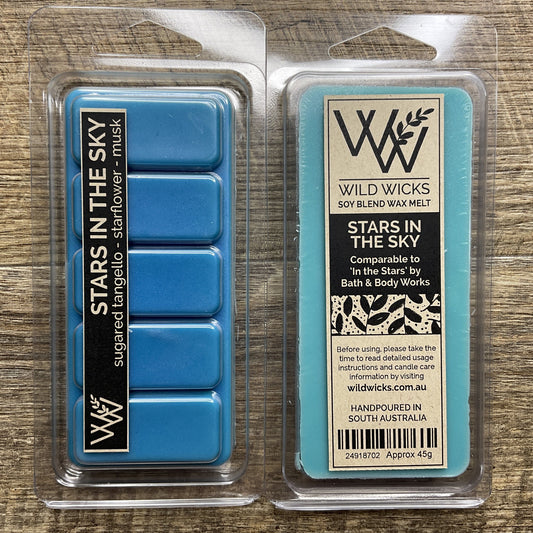 STARS IN THE SKY
sugared tangello - starflower - musk
WW
WW
WILD WICKS
SOY BLEND WAX MELT
STARS IN
THE SKY
Comparable to
'In the Stars' by
Bath & Body Works
Before using, please take the
time to read detailed usage
instructions and candle care
information by visiting
wildwicks.com.au
HANDPOURED IN
SOUTH AUSTRALIA
24918702 Approx 45g